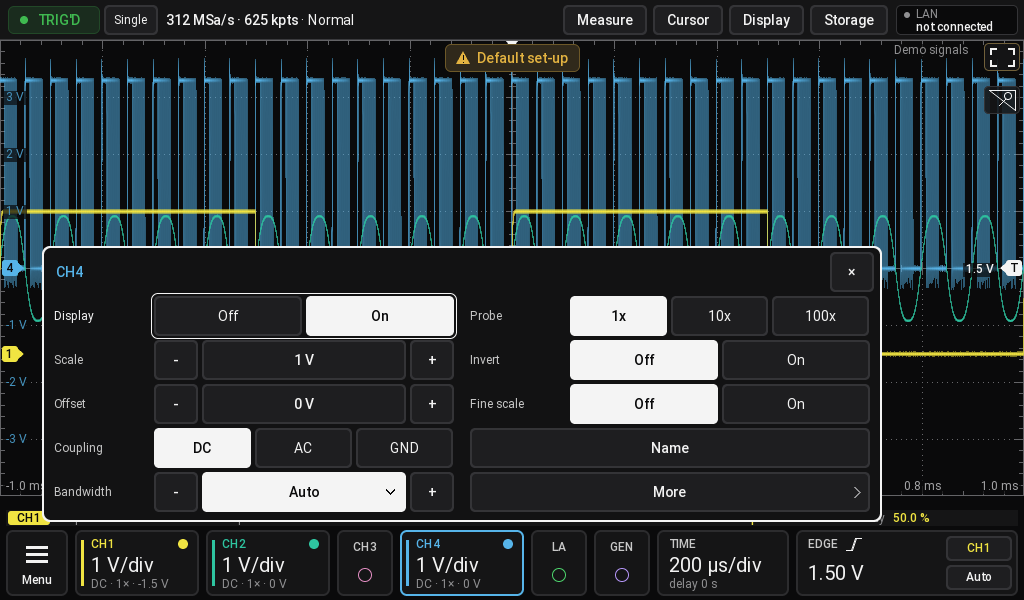 TRIG'D
Single
312 MSa/s · 625 kpts · Normal
Measure
Cursor
Display
Storage
LAN
not connected
Default set-up
Demo signals
3 V
2 V
1 V
4
1.5 V
T
-1 V
1
-2 V
-3 V
-1.0 ms
0.8 ms
1.0 ms
CH4
×
Display
Off
On
Probe
1x
10x
100x
Scale
-
1 V
+
Invert
Off
On
Offset
-
0 V
+
Fine scale
Off
On
Coupling
DC
AC
GND
Name
Bandwidth
-
Auto
+
More
CH1
50.0 %
Menu
CH1
1 V/div
DC · 1× · -1.5 V
CH2
1 V/div
DC · 1× · 0 V
CH3
CH4
1 V/div
DC · 1× · 0 V
LA
GEN
TIME
200 µs/div
delay 0 s
EDGE
1.50 V
CH1
Auto